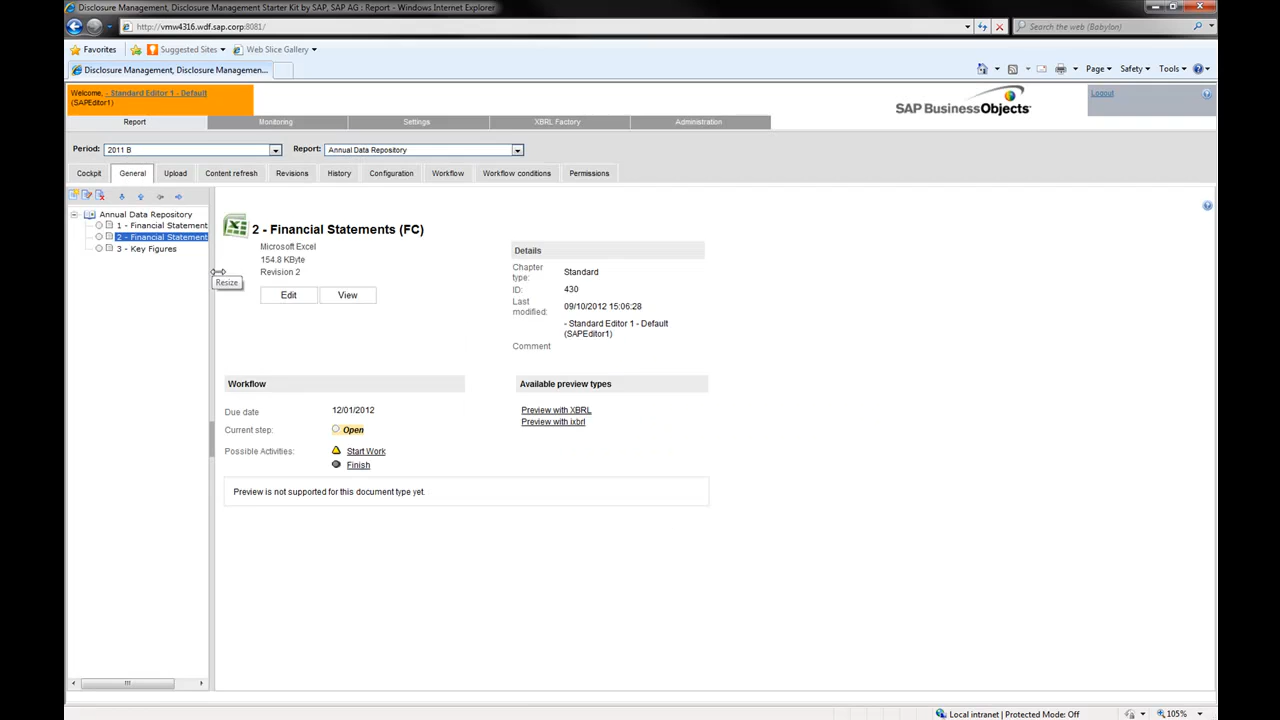 Disclosure Management, Disclosure Management Starter Kit by SAP, SAP AG : Report - Windows Internet Explorer
http://vmw4316.wdf.sap.corp:8081/
Search the web (Babylon)
Favorites Suggested Sites Web Slice Gallery
Disclosure Management, Disclosure Managemen... Page Safety Tools
Welcome, - Standard Editor 1 - Default
(SAPEditor1)
SAP BusinessObjects
Logout
Report Monitoring Settings XBRL Factory Administration
Period: 2011 B Report: Annual Data Repository
Cockpit General Upload Content refresh Revisions History Configuration Workflow Workflow conditions Permissions
Annual Data Repository
1 - Financial Statement
2 - Financial Statement
3 - Key Figures
Resize
2 - Financial Statements (FC)
Microsoft Excel
154.8 KByte
Revision 2
Edit View
Details
Chapter type: Standard
ID: 430
Last modified: 09/10/2012 15:06:28
- Standard Editor 1 - Default
(SAPEditor1)
Comment
Workflow
Due date 12/01/2012
Current step: Open
Possible Activities: Start Work
Finish
Available preview types
Preview with XBRL
Preview with ixbrl
Preview is not supported for this document type yet.
Local intranet | Protected Mode: Off 105%